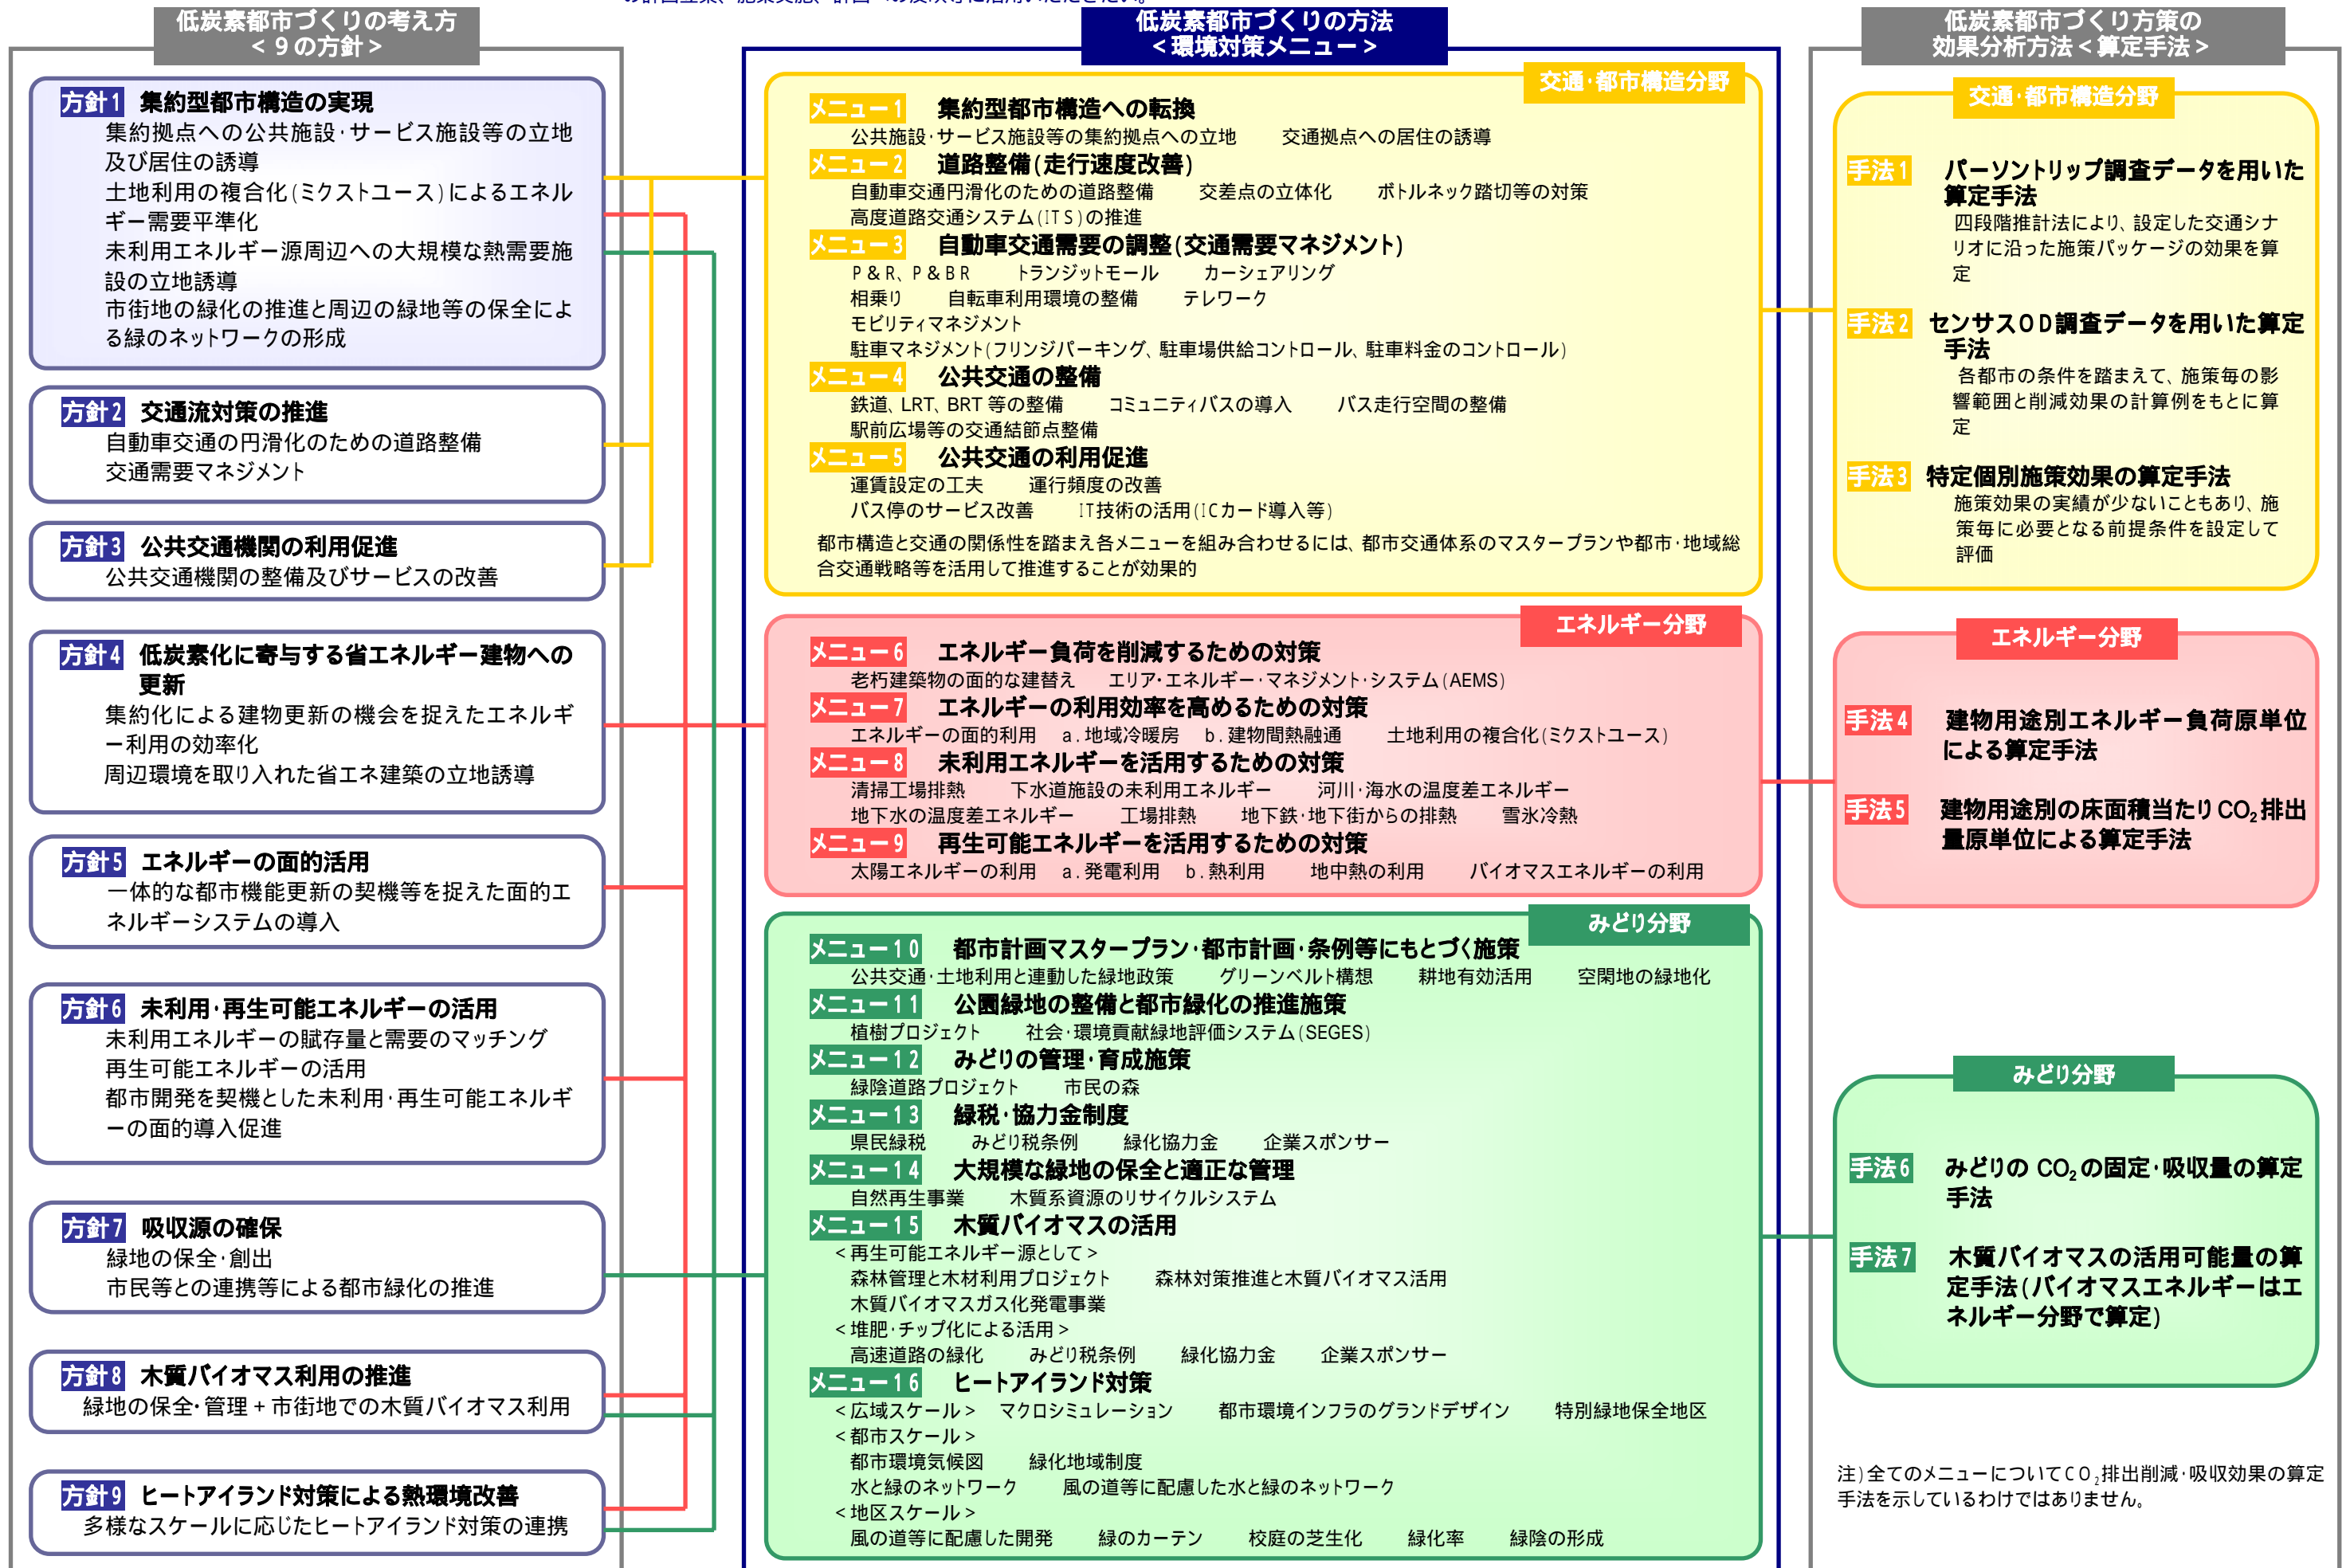 低炭素都市づくりの考え方
<９の方針>
方針1 集約型都市構造の実現
集約拠点への公共施設･サービス施設等の立地
及び居住の誘導
土地利用の複合化(ミクストユース)によるエネル
ギー需要平準化
未利用エネルギー源周辺への大規模な熱需要施
設の立地誘導
市街地の緑化の推進と周辺の緑地等の保全によ
る緑のネットワークの形成
方針2 交通流対策の推進
自動車交通の円滑化のための道路整備
交通需要マネジメント
方針3 公共交通機関の利用促進
公共交通機関の整備及びサービスの改善
方針4 低炭素化に寄与する省エネルギー建物への
更新
集約化による建物更新の機会を捉えたエネルギ
ー利用の効率化
周辺環境を取り入れた省エネ建築の立地誘導
方針5 エネルギーの面的活用
一体的な都市機能更新の契機等を捉えた面的エ
ネルギーシステムの導入
方針6 未利用･再生可能エネルギーの活用
未利用エネルギーの賦存量と需要のマッチング
再生可能エネルギーの活用
都市開発を契機とした未利用･再生可能エネルギ
ーの面的導入促進
方針7 吸収源の確保
緑地の保全･創出
市民等との連携等による都市緑化の推進
方針8 木質バイオマス利用の推進
緑地の保全･管理+市街地での木質バイオマス利用
方針9 ヒートアイランド対策による熱環境改善
多様なスケールに応じたヒートアイランド対策の連携
低炭素都市づくりの方法
<環境対策メニュー>
交通･都市構造分野
メニュー1 集約型都市構造への転換
公共施設･サービス施設等の集約拠点への立地 交通拠点への居住の誘導
メニュー2 道路整備(走行速度改善)
自動車交通円滑化のための道路整備 交差点の立体化 ボトルネック踏切等の対策
高度道路交通システム(ITS)の推進
メニュー3 自動車交通需要の調整(交通需要マネジメント)
P&R、P&BR トランジットモール カーシェアリング
相乗り 自転車利用環境の整備 テレワーク
モビリティマネジメント
駐車マネジメント(フリンジパーキング、駐車場供給コントロール、駐車料金のコントロール)
メニュー4 公共交通の整備
鉄道、LRT、BRT 等の整備 コミュニティバスの導入 バス走行空間の整備
駅前広場等の交通結節点整備
メニュー5 公共交通の利用促進
運賃設定の工夫 運行頻度の改善
バス停のサービス改善 IT技術の活用(ICカード導入等)
都市構造と交通の関係性を踏まえ各メニューを組み合わせるには、都市交通体系のマスタープランや都市･地域総
合交通戦略等を活用して推進することが効果的
エネルギー分野
メニュー6 エネルギー負荷を削減するための対策
老朽建築物の面的な建替え エリア･エネルギー･マネジメント･システム(AEMS)
メニュー7 エネルギーの利用効率を高めるための対策
エネルギーの面的利用 a.地域冷暖房 b.建物間熱融通 土地利用の複合化(ミクストユース)
メニュー8 未利用エネルギーを活用するための対策
清掃工場排熱 下水道施設の未利用エネルギー 河川･海水の温度差エネルギー
地下水の温度差エネルギー 工場排熱 地下鉄･地下街からの排熱 雪氷冷熱
メニュー9 再生可能エネルギーを活用するための対策
太陽エネルギーの利用 a.発電利用 b.熱利用 地中熱の利用 バイオマスエネルギーの利用
みどり分野
メニュー10 都市計画マスタープラン･都市計画･条例等にもとづく施策
公共交通･土地利用と連動した緑地政策 グリーンベルト構想 耕地有効活用 空閑地の緑地化
メニュー11 公園緑地の整備と都市緑化の推進施策
植樹プロジェクト 社会･環境貢献緑地評価システム(SEGES)
メニュー12 みどりの管理･育成施策
緑陰道路プロジェクト 市民の森
メニュー13 緑税･協力金制度
県民緑税 みどり税条例 緑化協力金 企業スポンサー
メニュー14 大規模な緑地の保全と適正な管理
自然再生事業 木質系資源のリサイクルシステム
メニュー15 木質バイオマスの活用
<再生可能エネルギー源として>
森林管理と木材利用プロジェクト 森林対策推進と木質バイオマス活用
木質バイオマスガス化発電事業
<堆肥･チップ化による活用>
高速道路の緑化 みどり税条例 緑化協力金 企業スポンサー
メニュー16 ヒートアイランド対策
<広域スケール> マクロシミュレーション 都市環境インフラのグランドデザイン 特別緑地保全地区
<都市スケール>
都市環境気候図 緑化地域制度
水と緑のネットワーク 風の道等に配慮した水と緑のネットワーク
<地区スケール>
風の道等に配慮した開発 緑のカーテン 校庭の芝生化 緑化率 緑陰の形成
低炭素都市づくり方策の
効果分析方法<算定手法>
交通･都市構造分野
手法1 パーソントリップ調査データを用いた
算定手法
四段階推計法により、設定した交通シナ
リオに沿った施策パッケージの効果を算
定
手法2 センサスOD調査データを用いた算定
手法
各都市の条件を踏まえて、施策毎の影
響範囲と削減効果の計算例をもとに算
定
手法3 特定個別施策効果の算定手法
施策効果の実績が少ないこともあり、施
策毎に必要となる前提条件を設定して
評価
エネルギー分野
手法4 建物用途別エネルギー負荷原単位
による算定手法
手法5 建物用途別の床面積当たりCO₂排出
量原単位による算定手法
みどり分野
手法6 みどりの CO₂の固定･吸収量の算定
手法
手法7 木質バイオマスの活用可能量の算
定手法(バイオマスエネルギーはエ
ネルギー分野で算定)
注)全てのメニューについてCO₂排出削減･吸収効果の算定
手法を示しているわけではありません。